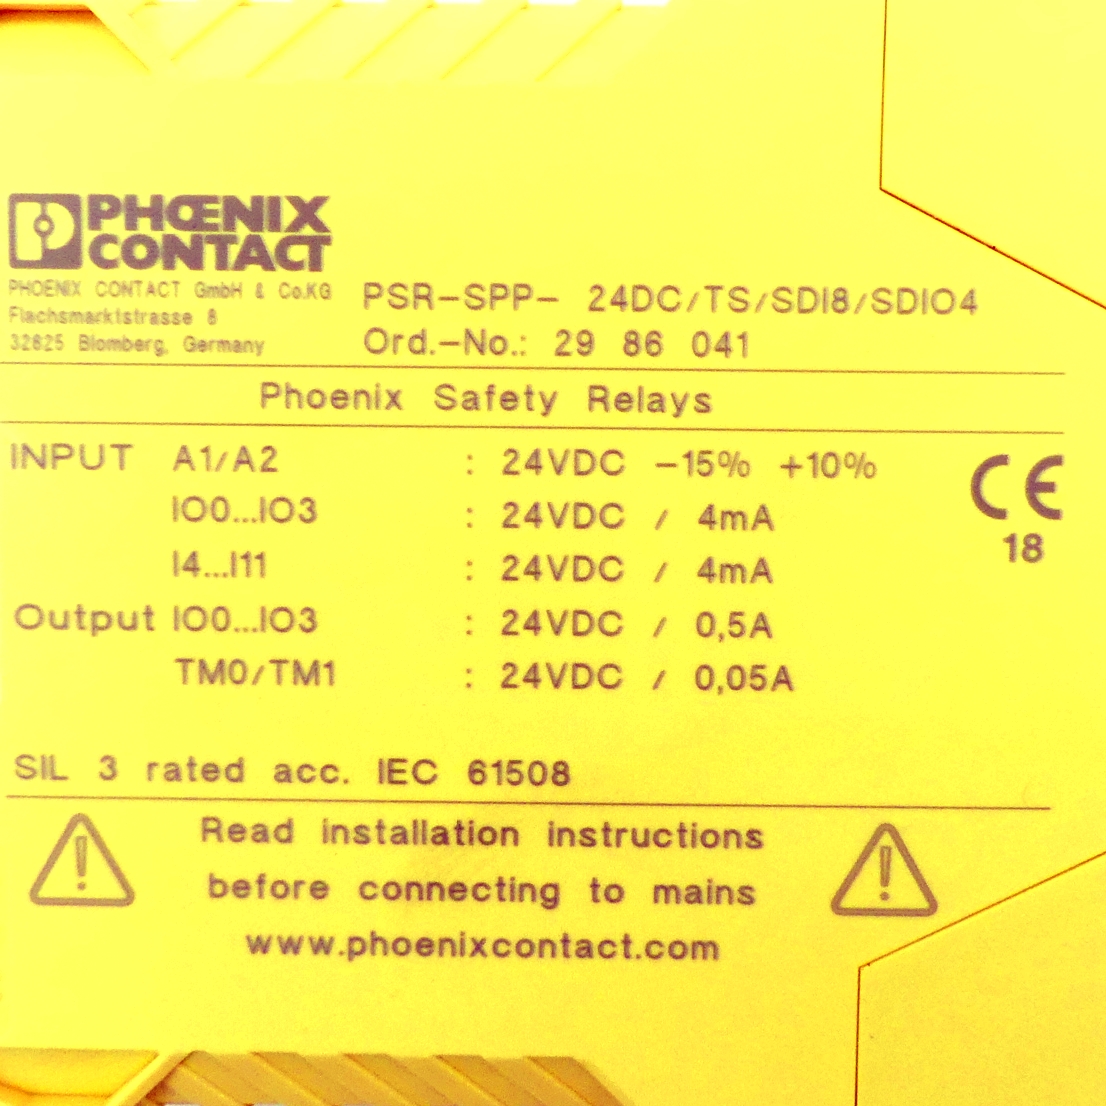 PHŒNIX
CONTACT
PHOENIX CONTACT GmbH & Co.KG
Flachsmarktstrasse 8
32825 Blomberg, Germany
PSR-SPP- 24DC/TS/SDI8/SDIO4
Ord.-No.: 29 86 041
Phoenix Safety Relays
INPUT A1/A2 : 24VDC -15% +10%
IO0...IO3 : 24VDC / 4mA
I4...I11 : 24VDC / 4mA
Output IO0...IO3 : 24VDC / 0,5A
TM0/TM1 : 24VDC / 0,05A
CE
18
SIL 3 rated acc. IEC 61508
Read installation instructions
before connecting to mains
www.phoenixcontact.com